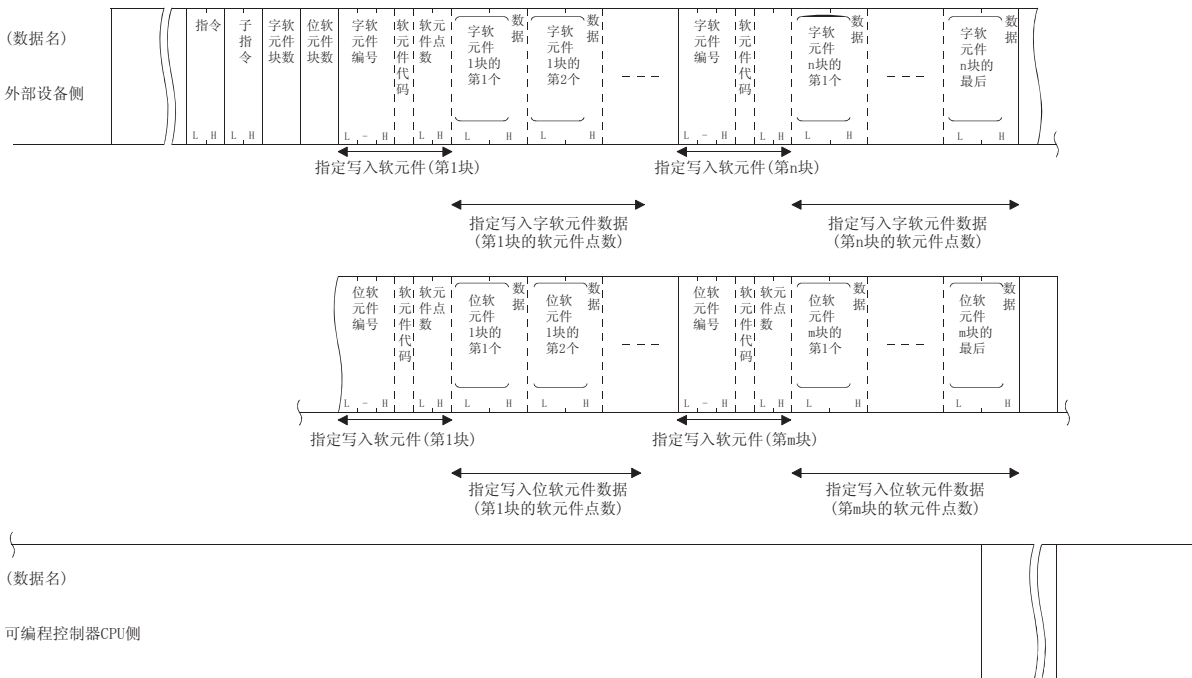 (数据名)
外部设备侧
指令
子指令
字软元件块数
位软元件块数
字软元件编号
软元件代码
软元件点数
字软元件1块的第1个
数据
字软元件1块的第2个
数据
字软元件编号
软元件代码
字软元件n块的第1个
数据
字软元件n块的最后
数据
L H L H L - H L H L H L H L - H L H L H L H
指定写入软元件(第1块)
指定写入软元件(第n块)
指定写入字软元件数据
(第1块的软元件点数)
指定写入字软元件数据
(第n块的软元件点数)
位软元件编号
软元件代码
软元件点数
位软元件1块的第1个
数据
位软元件1块的第2个
数据
位软元件编号
软元件代码
软元件点数
位软元件m块的第1个
数据
位软元件m块的最后
数据
L - H L H L H L H L - H L H L H L H
指定写入软元件(第1块)
指定写入软元件(第m块)
指定写入位软元件数据
(第1块的软元件点数)
指定写入位软元件数据
(第m块的软元件点数)
(数据名)
可编程控制器CPU侧